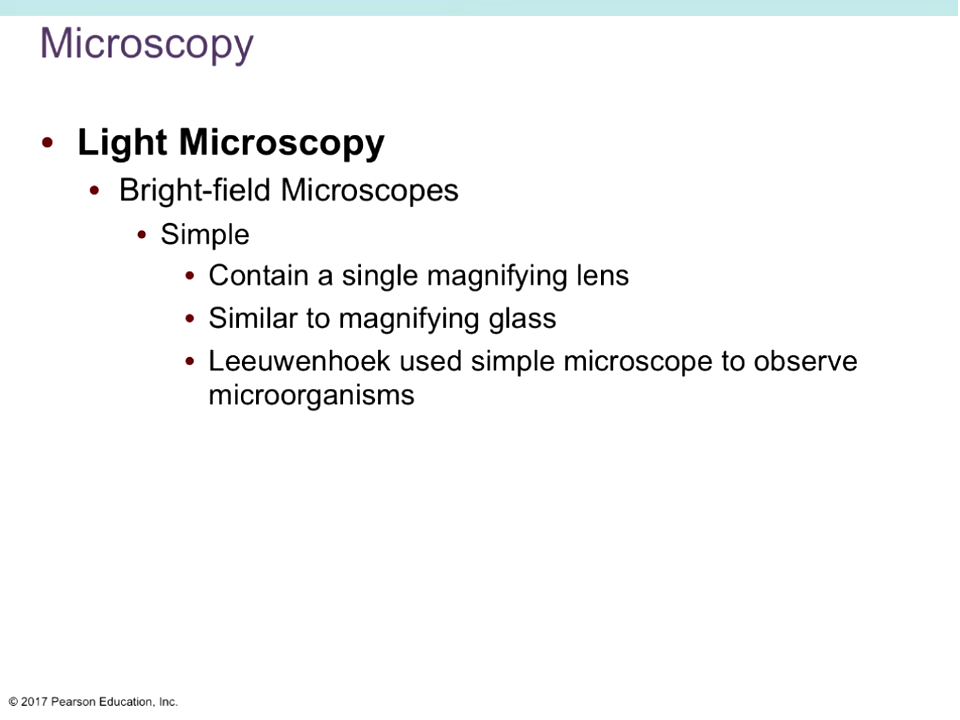 Microscopy
• Light Microscopy
• Bright-field Microscopes
• Simple
• Contain a single magnifying lens
• Similar to magnifying glass
• Leeuwenhoek used simple microscope to observe
microorganisms
© 2017 Pearson Education, Inc.